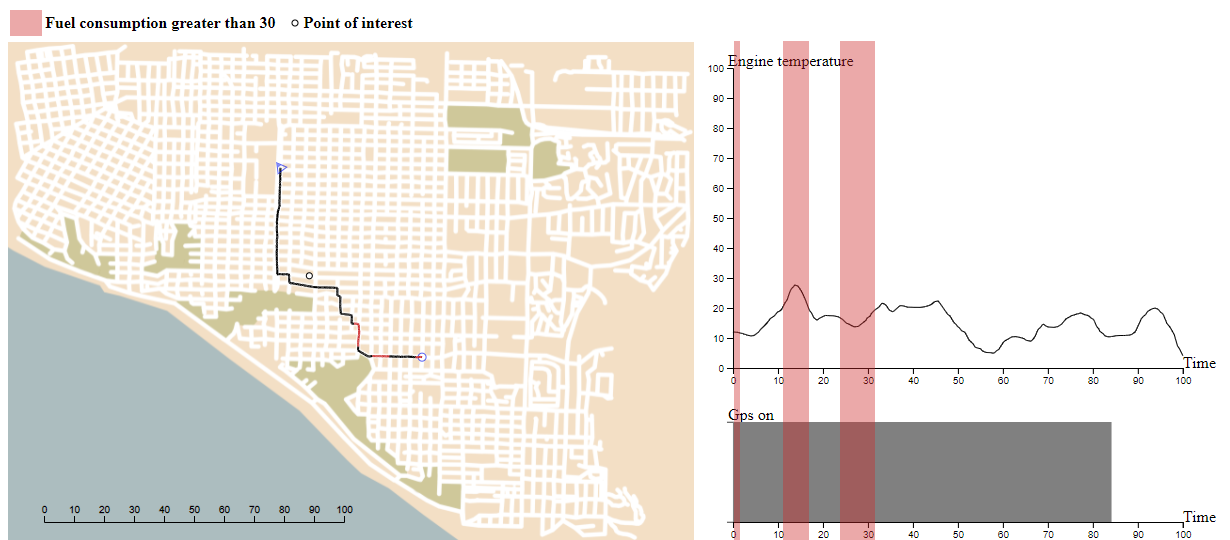 Fuel consumption greater than 30 Point of interest
Engine temperature
100
90
80
70
60
50
40
30
20
10
0
Time
0 10 20 30 40 50 60 70 80 90 100
Gps on
Time
0 10 20 30 40 50 60 70 80 90 100
0 10 20 30 40 50 60 70 80 90 100